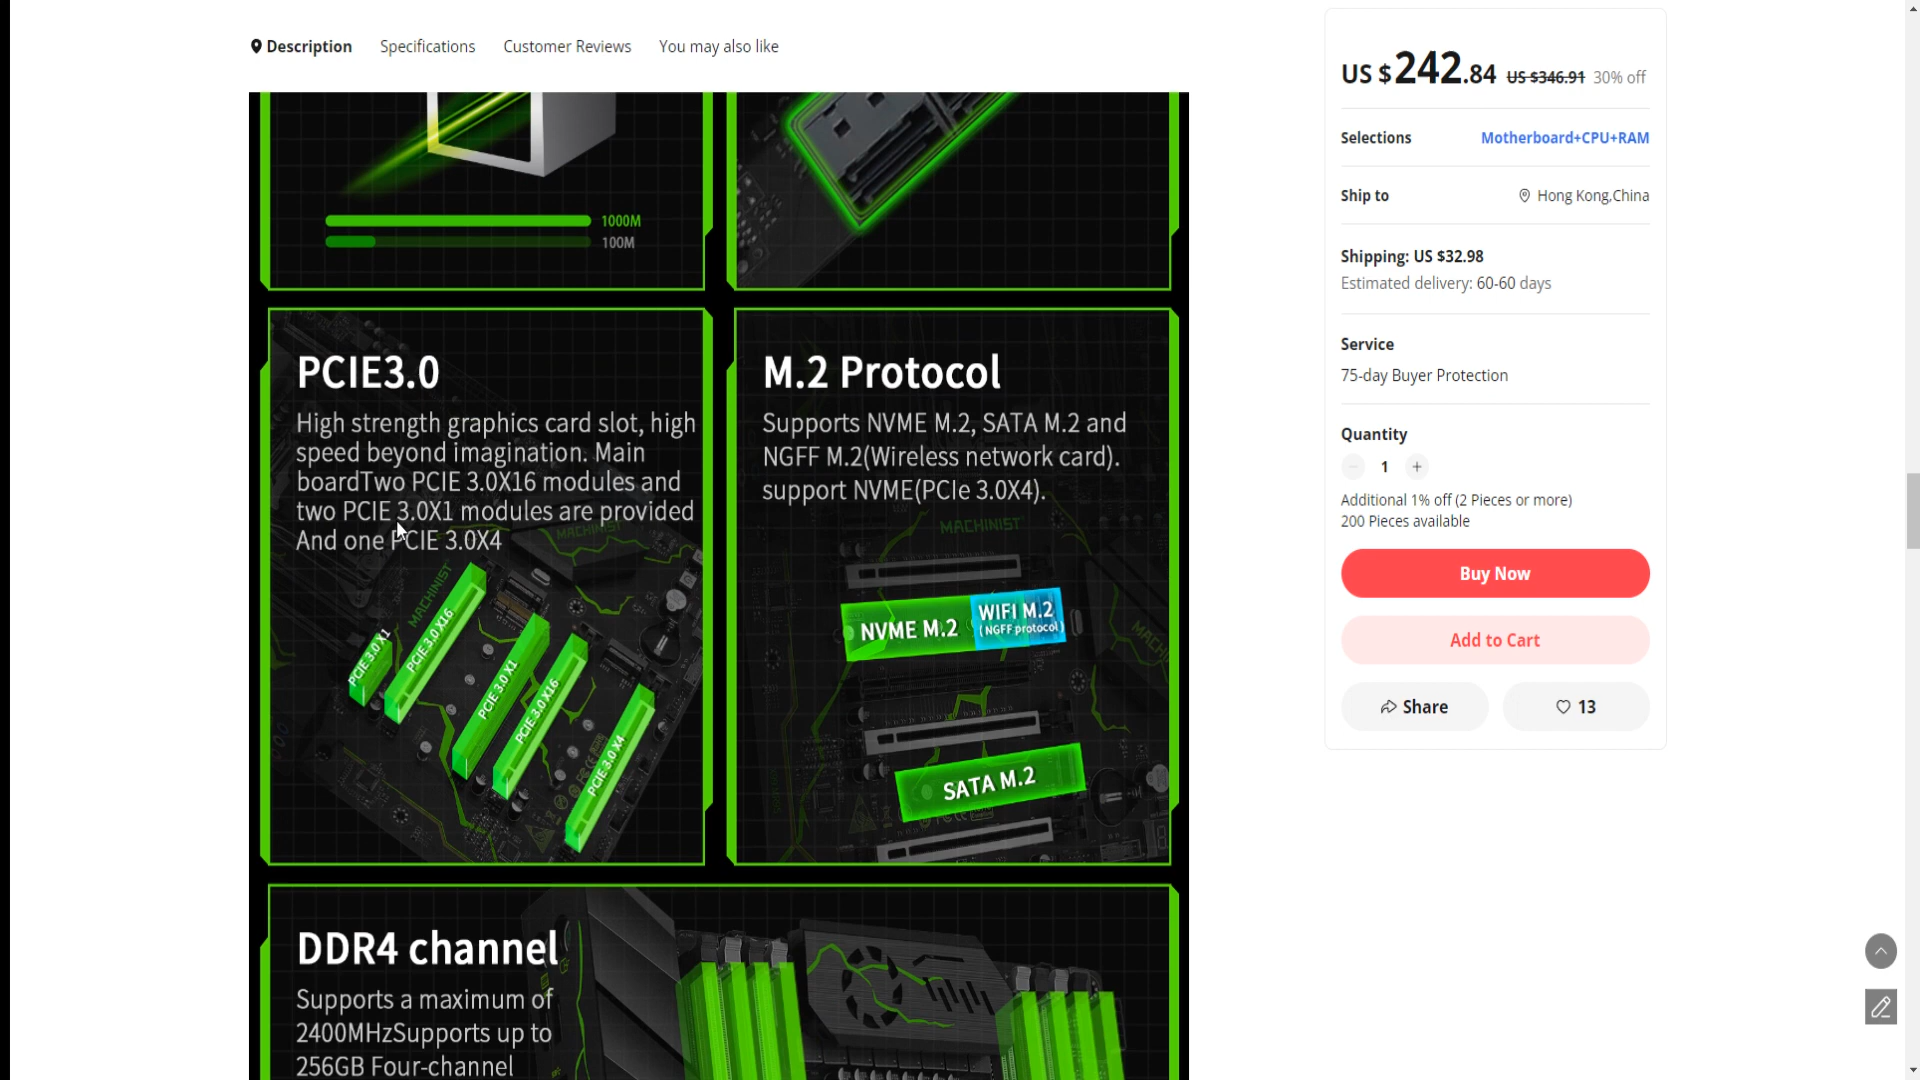 Description Specifications Customer Reviews You may also like
1000M
100M
PCIE3.0
High strength graphics card slot, high
speed beyond imagination. Main
boardTwo PCIE 3.0X16 modules and
two PCIE 3.0X1 modules are provided
And one PCIE 3.0X4
MACHINIST
MACHINIST
PCIE 3.0 X1
PCIE 3.0 X16
PCIE 3.0 X1
PCIE 3.0 X16
PCIE 3.0 X4
M.2 Protocol
Supports NVME M.2, SATA M.2 and
NGFF M.2(Wireless network card).
support NVME(PCIe 3.0X4).
MACHINIST
NVME M.2
WIFI M.2
(NGFF protocol)
SATA M.2
DDR4 channel
Supports a maximum of
2400MHzSupports up to
256GB Four-channel
US $242.84 US $346.91 30% off
Selections Motherboard+CPU+RAM
Ship to Hong Kong,China
Shipping: US $32.98
Estimated delivery: 60-60 days
Service
75-day Buyer Protection
Quantity
- 1 +
Additional 1% off (2 Pieces or more)
200 Pieces available
Buy Now
Add to Cart
Share 13